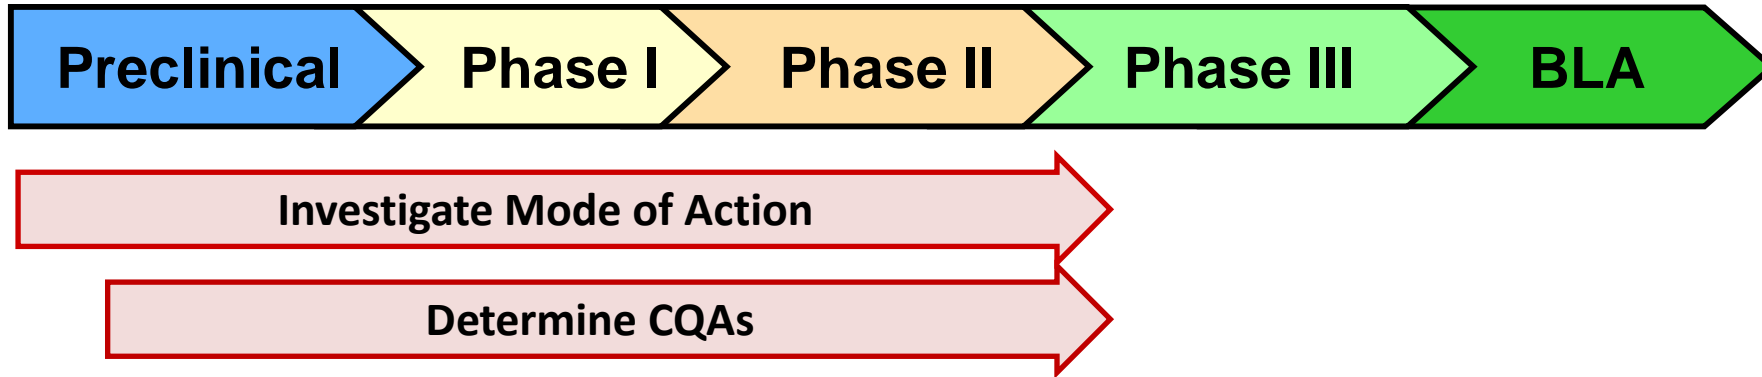 Preclinical Phase I Phase II Phase III BLA
Investigate Mode of Action
Determine CQAs